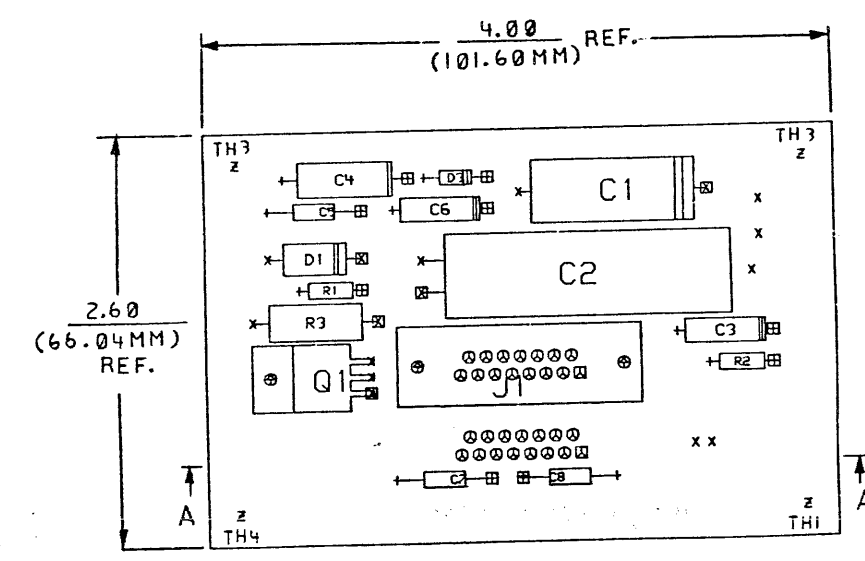 4.00 REF.
(101.60MM)
TH3
Z
TH3
Z
C4
D3
C1
C9
C6
D1
C2
R1
2.60
(66.04MM)
REF.
R3
C3
Q1
J1
R2
X X
C7
C8
A
A
Z
TH4
Z
TH1